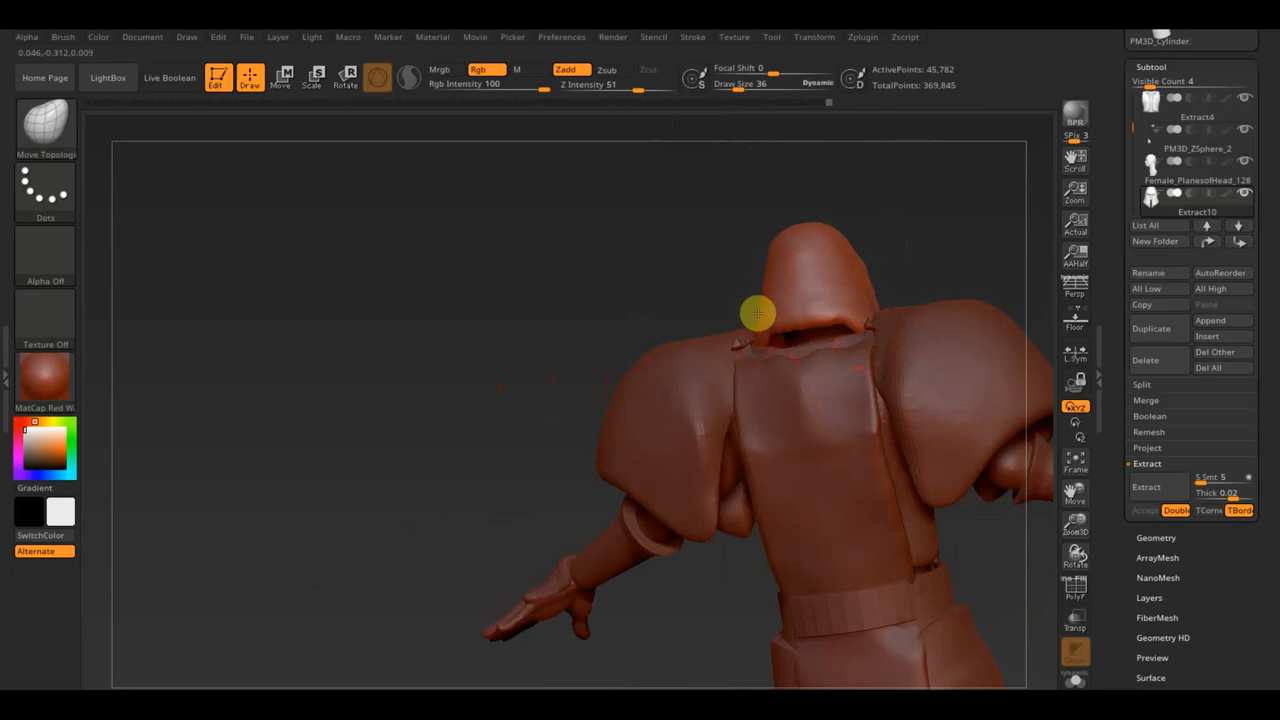 Alpha Brush Color Document Draw Edit File Layer Light Macro Marker Material Movie Picker Preferences Render Stencil Stroke Texture Tool Transform Zplugin Zscript
0.046,-0.312,0.009
Home Page
LightBox
Live Boolean
Edit
Draw
Move
Scale
Rotate
Mrgb
Rgb
M
Rgb Intensity 100
Zadd
Zsub
Zcut
Z Intensity 51
S
Focal Shift 0
Draw Size 36
Dynamic
D
ActivePoints: 45,782
TotalPoints: 369,845
Move Topologi
Dots
Alpha Off
Texture Off
MatCap Red Wa
Gradient
SwitchColor
Alternate
BPR
SPix 3
Scroll
Zoom
Actual
AAHalf
Persp
Floor
L.Sym
XYZ
Frame
Move
Zoom3D
Rotate
PolyF
Transp
PM3D_Cylinder.
Subtool
Visible Count 4
Extract4
PM3D_ZSphere_2
Female_PlanesofHead_128
Extract10
List All
New Folder
Rename
AutoReorder
All Low
All High
Copy
Paste
Duplicate
Append
Insert
Delete
Del Other
Del All
Split
Merge
Boolean
Remesh
Project
Extract
Extract
S Smt 5
Thick 0.02
Accept
Double
TCorne
TBorde
Geometry
ArrayMesh
NanoMesh
Layers
FiberMesh
Geometry HD
Preview
Surface